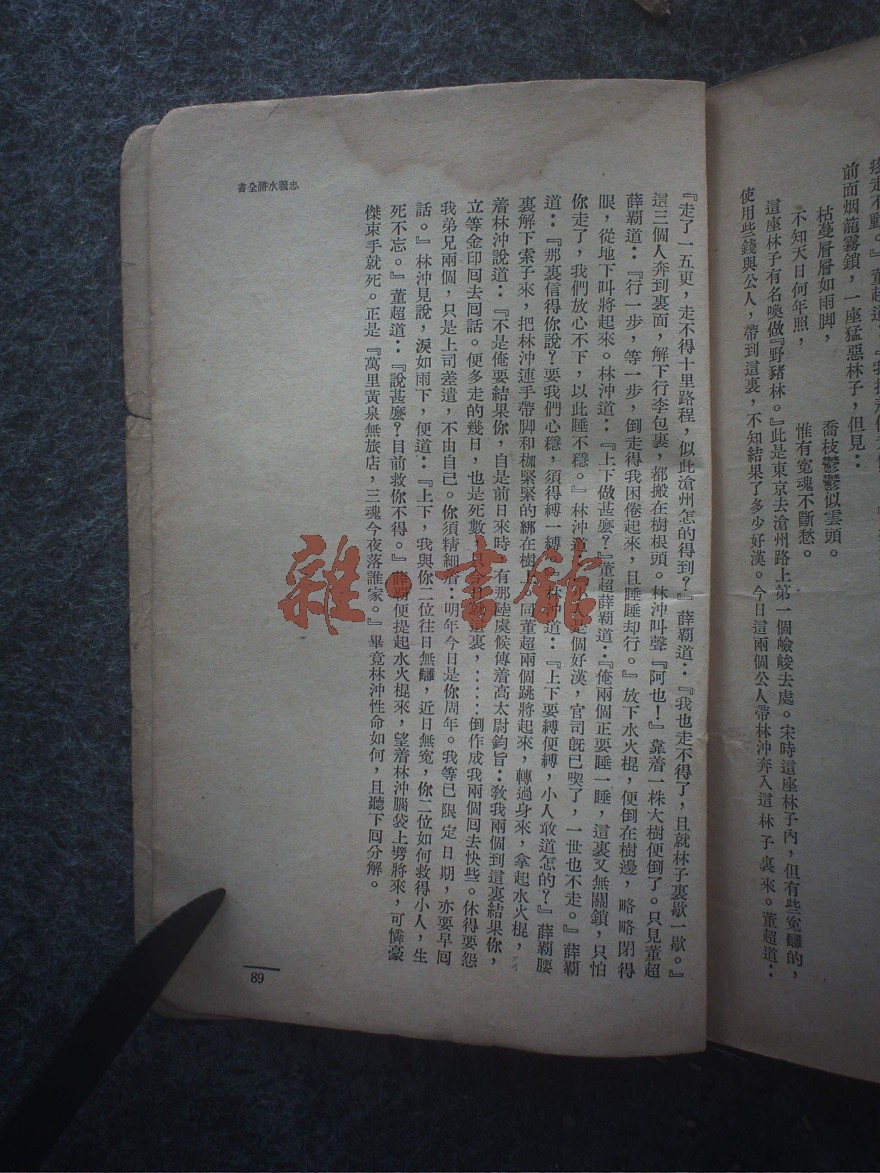 走不動。』董超道：『我扶
前面烟籠霧鎖，一座猛惡林子，但見：
枯蔓層層如雨脚，　喬枝鬱鬱似雲頭。
不知天日何年照，　惟有冤魂不斷愁。
這座林子有名喚做『野豬林。』此是東京去滄州路上第一個嶮峻去處。宋時這座林子內，但有些冤讎的，
使用些錢與公人，帶到這裏，不知結果了多少好漢。今日這兩個公人帶林沖奔入這林子裏來。董超道：
『走了一五更，走不得十里路程，似此滄州怎的得到？』薛霸道：『我也走不得了，且就林子裏歇一歇。』
這三個人奔到裏面，解下行李包裹，都搬在樹根頭。林沖叫聲『阿也！』靠着一株大樹便倒了。只見董超
薛霸道：『行一步，等一步，倒走得我困倦起來，且睡睡却行。』放下水火棍，便倒在樹邊，略略閉得
眼，從地下叫將起來。林沖道：『上下做甚麼？』董超薛霸道：『俺兩個正要睡一睡，這裏又無關鎖，只怕
你走了，我們放心不下，以此睡不穩。』林沖道：『小人是個好漢，官司旣已喫了，一世也不走。』薛霸
道：『那裏信得你說？要我們心穩，須得縛一縛。』林沖道：『上下要縛便縛，小人敢道怎的？』薛霸腰
裏解下索子來，把林沖連手帶脚和枷緊緊的綁在樹上。同董超兩個跳將起來，轉過身來，拿起水火棍，
着林沖說道：『不是俺要結果你，自是前日來時，有那陸虞候傳着高太尉鈞旨：敎我兩個到這裏結果你，
立等金印囘去囘話。便多走的幾日，也是死數！只今日就這裏，……倒作成我兩個囘去快些。休得要怨
我弟兄兩個，只是上司差遣，不由自己。你須精細着：明年今日是你周年。我等已限定日期，亦要早囘
話。』林沖見說，淚如雨下，便道：『上下，我與你二位往日無讎，近日無冤，你二位如何救得小人，生
死不忘。』董超道：『說甚麼？目前救你不得。』薛霸便提起水火棍來，望着林沖腦袋上劈將來，可憐豪
傑束手就死。正是『萬里黃泉無旅店，三魂今夜落誰家。』畢竟林沖性命如何，且聽下囘分解。
忠義水滸全書
89
雜·書館